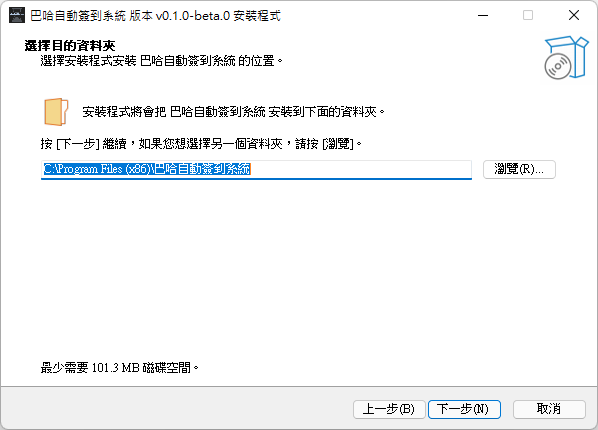 巴哈自動簽到系統 版本 v0.1.0-beta.0 安裝程式
選擇目的資料夾
選擇安裝程式安裝 巴哈自動簽到系統 的位置。
安裝程式將會把 巴哈自動簽到系統 安裝到下面的資料夾。
按 [下一步] 繼續，如果您想選擇另一個資料夾，請按 [瀏覽]。
C:\Program Files (x86)\巴哈自動簽到系統
瀏覽(R)...
最少需要 101.3 MB 磁碟空間。
上一步(B)
下一步(N)
取消